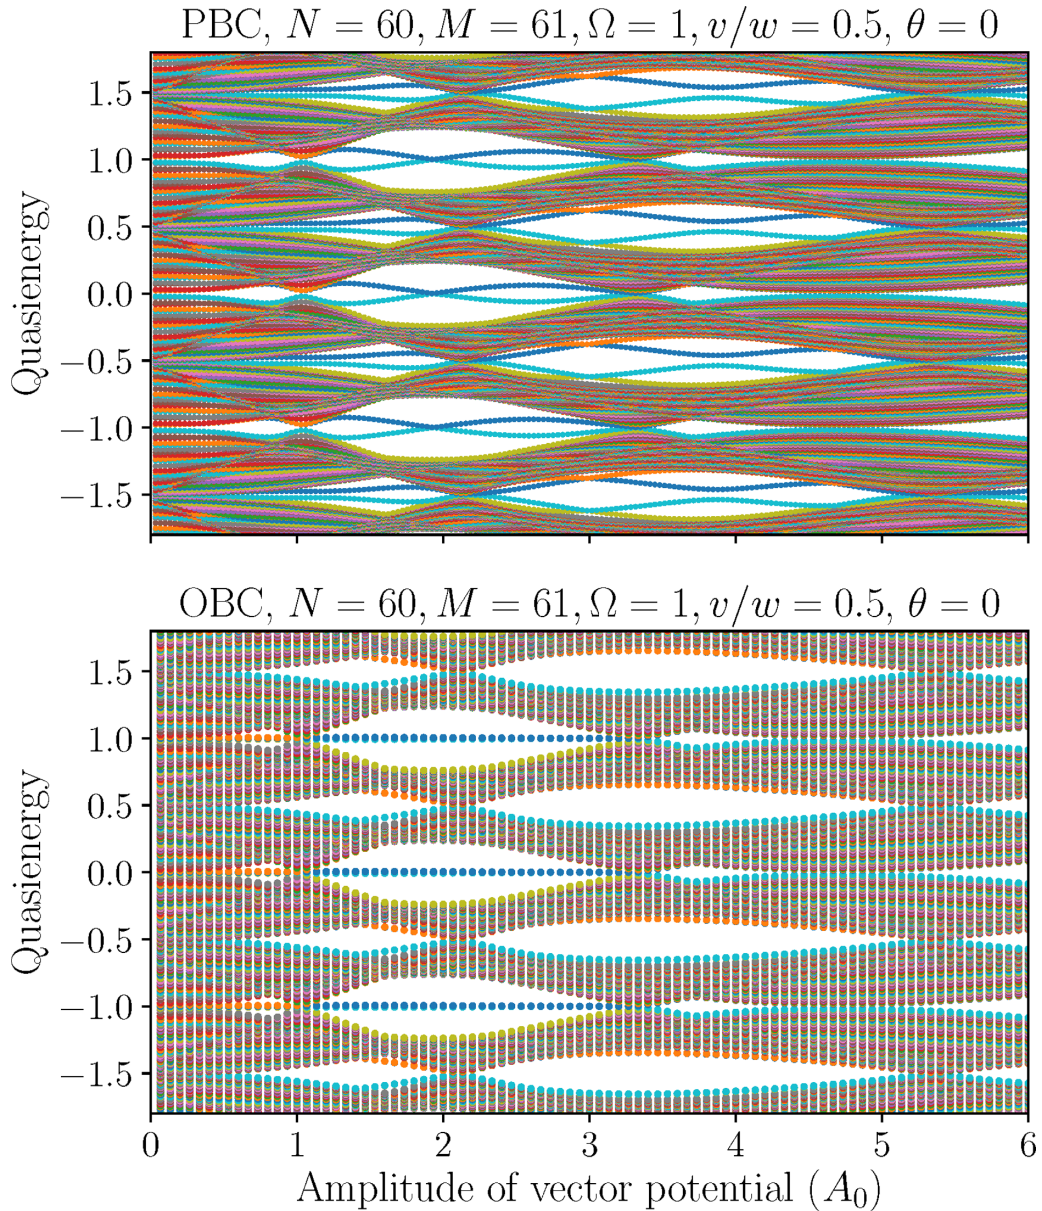 PBC, N = 60, M = 61, Ω = 1, v/w = 0.5, θ = 0
1.5
1.0
0.5
0.0
−0.5
−1.0
−1.5
Quasienergy
OBC, N = 60, M = 61, Ω = 1, v/w = 0.5, θ = 0
1.5
1.0
0.5
0.0
−0.5
−1.0
−1.5
Quasienergy
0 1 2 3 4 5 6
Amplitude of vector potential (A₀)